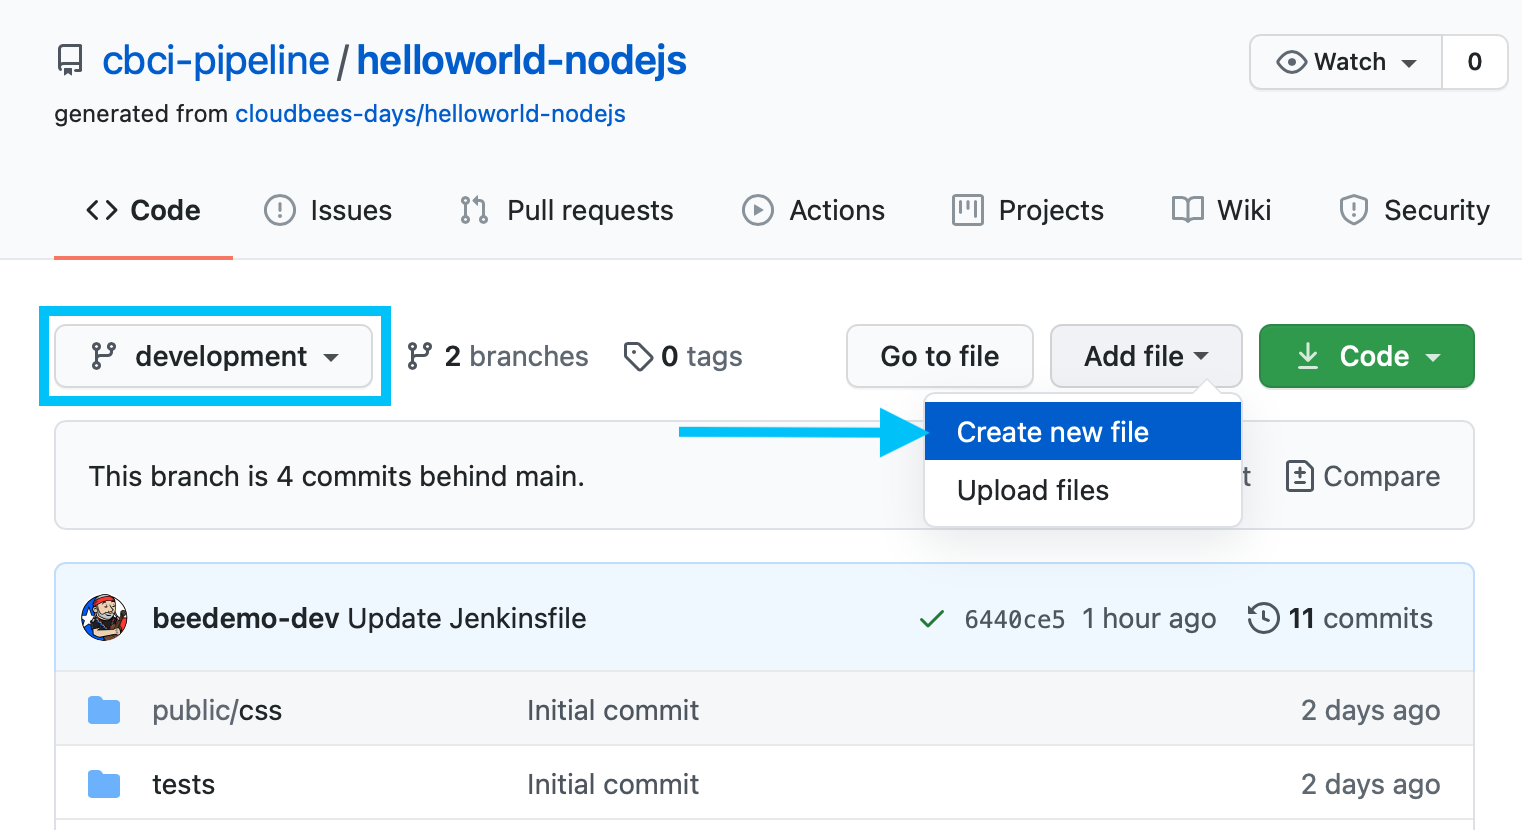 cbci-pipeline / helloworld-nodejs
Watch 0
generated from cloudbees-days/helloworld-nodejs
Code Issues Pull requests Actions Projects Wiki Security
development 2 branches 0 tags Go to file Add file Code
Create new file
This branch is 4 commits behind main. Compare
Upload files
beedemo-dev Update Jenkinsfile 6440ce5 1 hour ago 11 commits
public/css Initial commit 2 days ago
tests Initial commit 2 days ago